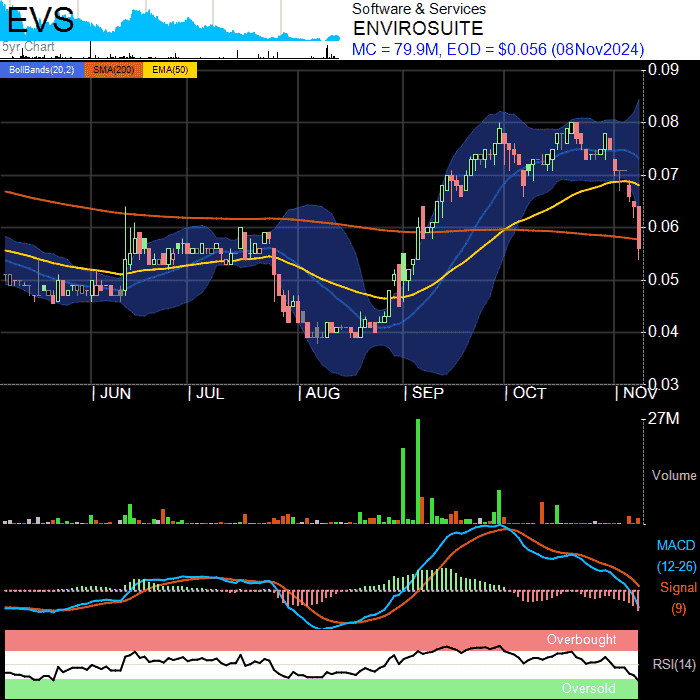 EVS
5yr Chart
Software & Services
ENVIROSUITE
MC = 79.9M, EOD = $0.056 (08Nov2024)
BollBands(20,2) SMA(200) EMA(50)
0.09
0.08
0.07
0.06
0.05
0.04
0.03
JUN JUL AUG SEP OCT NOV
27M
Volume
MACD
(12-26)
Signal
(9)
Overbought
RSI(14)
Oversold